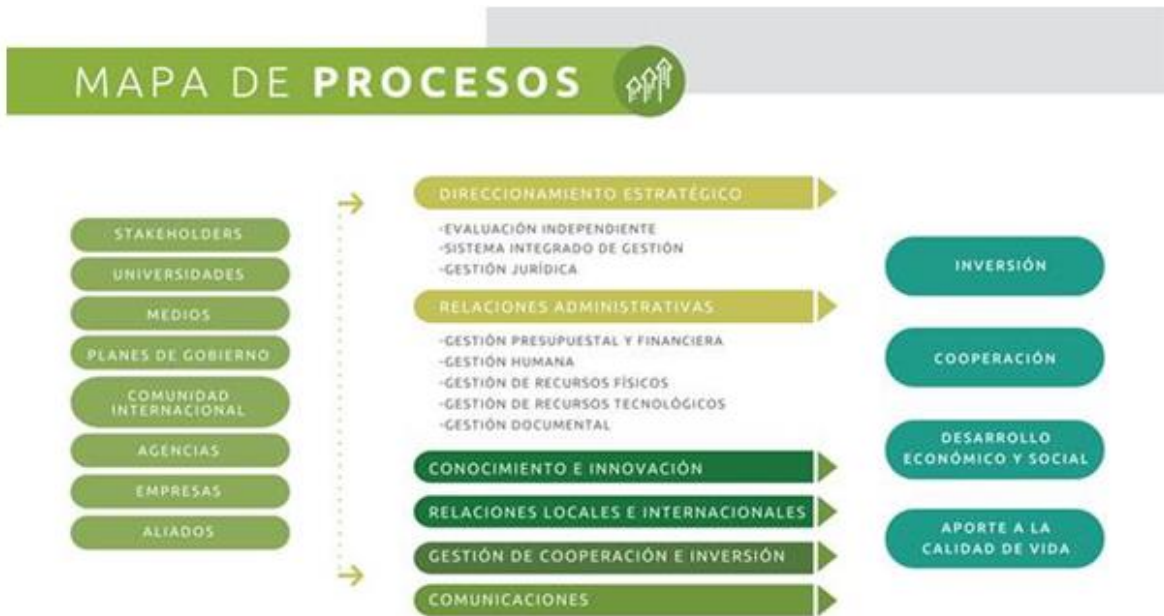 MAPA DE PROCESOS
STAKEHOLDERS
UNIVERSIDADES
MEDIOS
PLANES DE GOBIERNO
COMUNIDAD
INTERNACIONAL
AGENCIAS
EMPRESAS
ALIADOS
DIRECCIONAMIENTO ESTRATÉGICO
-EVALUACIÓN INDEPENDIENTE
-SISTEMA INTEGRADO DE GESTIÓN
-GESTIÓN JURÍDICA
RELACIONES ADMINISTRATIVAS
-GESTIÓN PRESUPUESTAL Y FINANCIERA
-GESTIÓN HUMANA
-GESTIÓN DE RECURSOS FÍSICOS
-GESTIÓN DE RECURSOS TECNOLÓGICOS
-GESTIÓN DOCUMENTAL
CONOCIMIENTO E INNOVACIÓN
RELACIONES LOCALES E INTERNACIONALES
GESTIÓN DE COOPERACIÓN E INVERSIÓN
COMUNICACIONES
INVERSIÓN
COOPERACIÓN
DESARROLLO
ECONÓMICO Y SOCIAL
APORTE A LA
CALIDAD DE VIDA